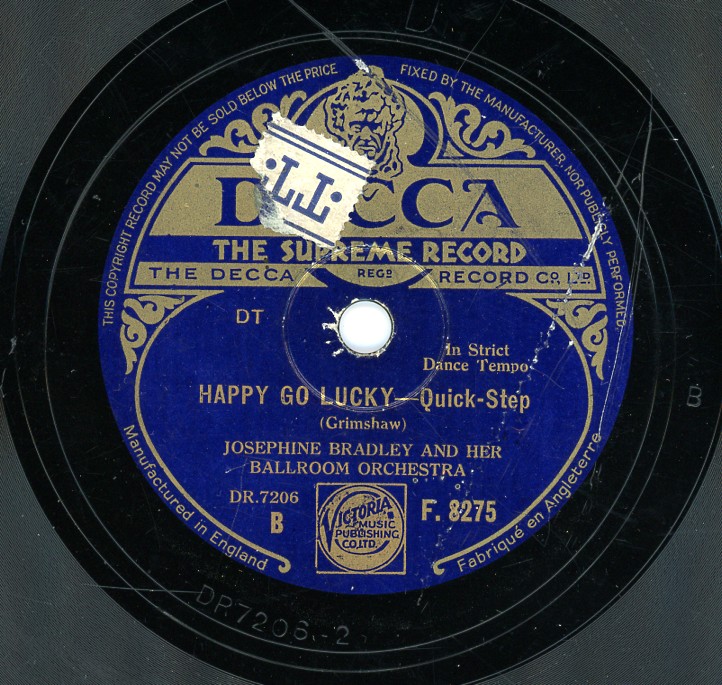 THIS COPYRIGHT RECORD MAY NOT BE SOLD BELOW THE PRICE FIXED BY THE MANUFACTURER, NOR PUBLICLY PERFORMED
DECCA
THE SUPREME RECORD
THE DECCA REGD RECORD CO. LTD.
DT
In Strict
Dance Tempo
HAPPY GO LUCKY—Quick-Step
(Grimshaw)
JOSEPHINE BRADLEY AND HER
BALLROOM ORCHESTRA
DR.7206
B
F. 8275
VICTORIA
MUSIC
PUBLISHING
CO. LTD.
Manufactured in England
Fabriqué en Angleterre
DR7206-2
B